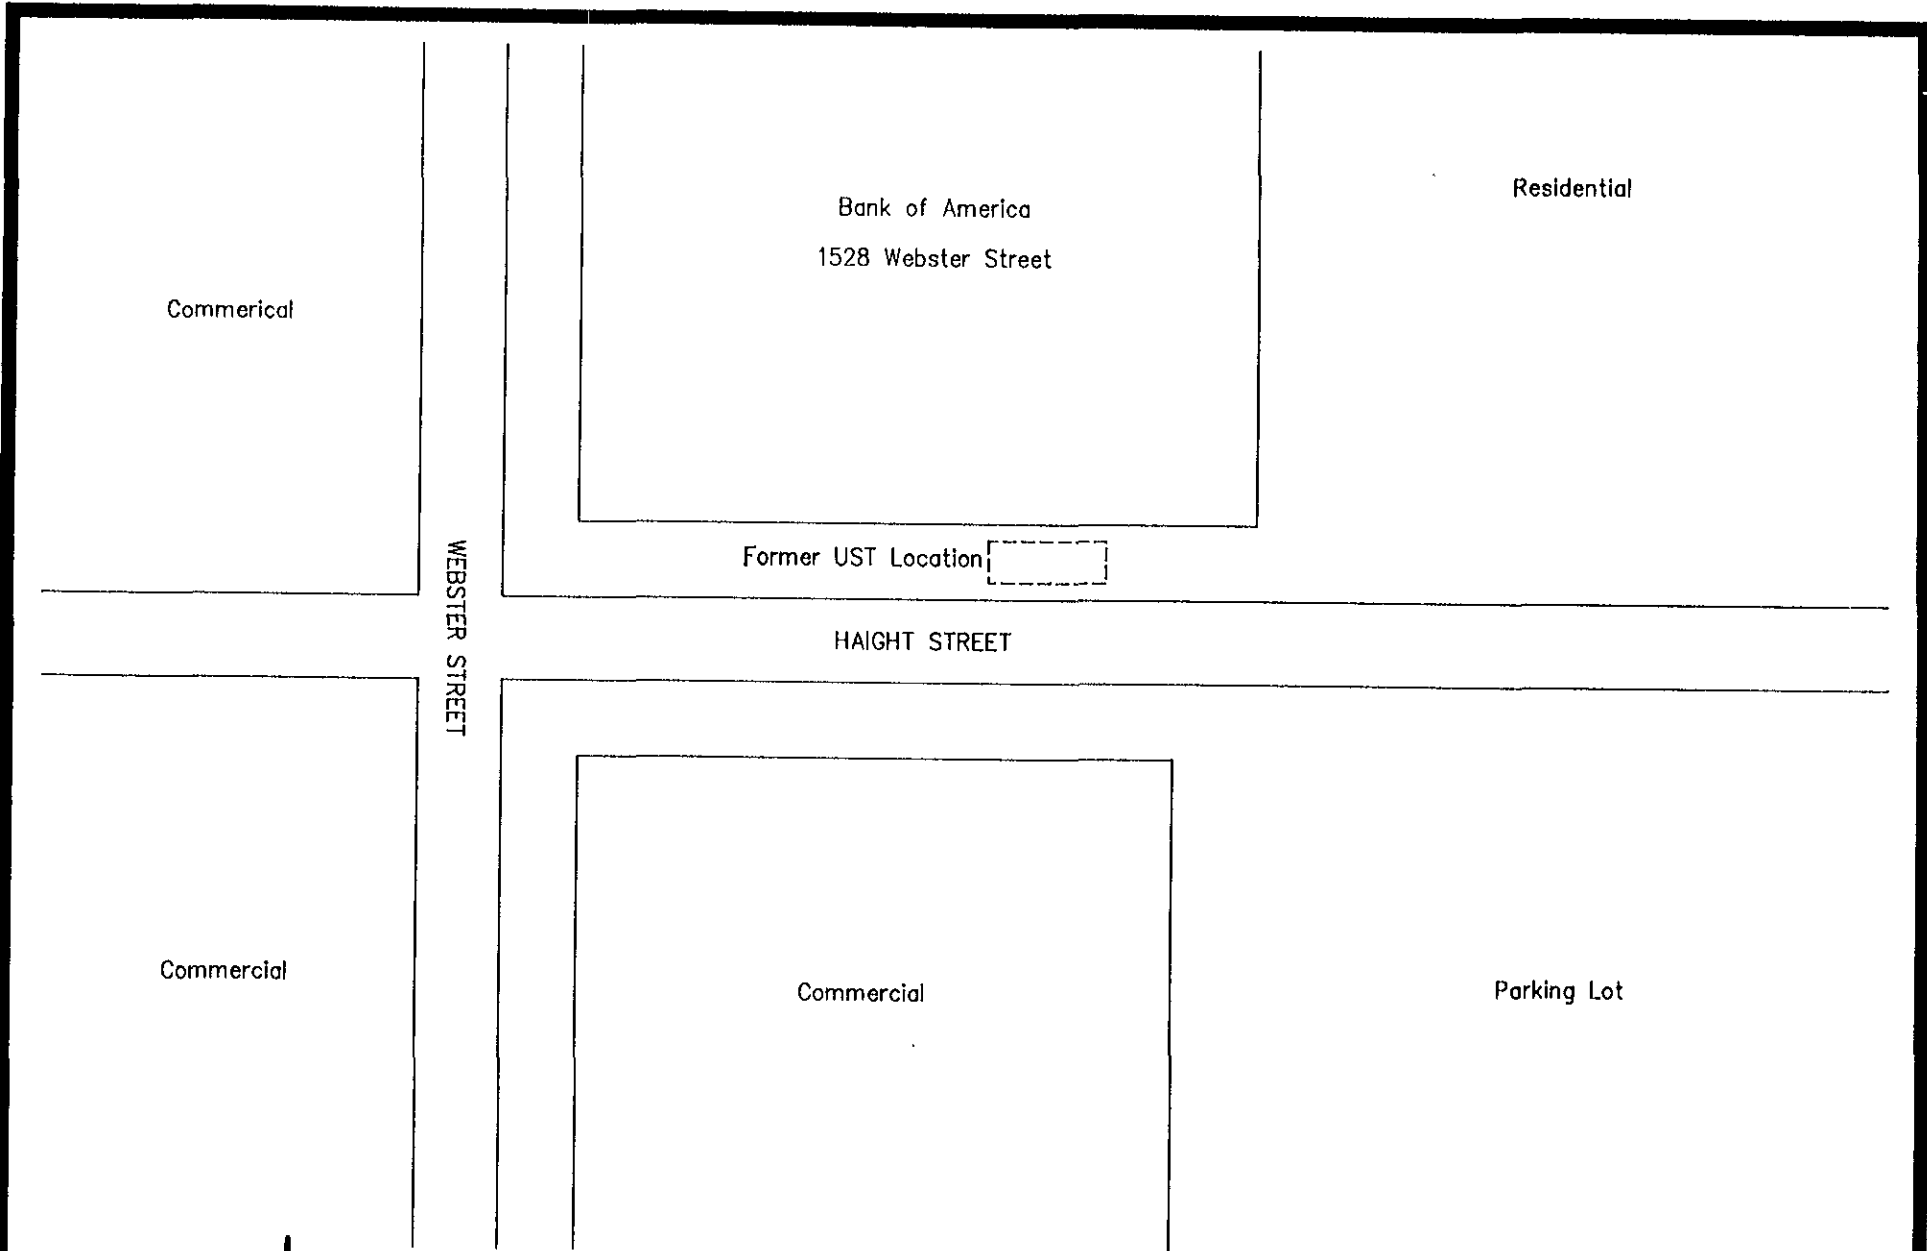 Residential
Bank of America
1528 Webster Street
Commerical
Former UST Location
WEBSTER STREET
HAIGHT STREET
Commercial
Commercial
Parking Lot